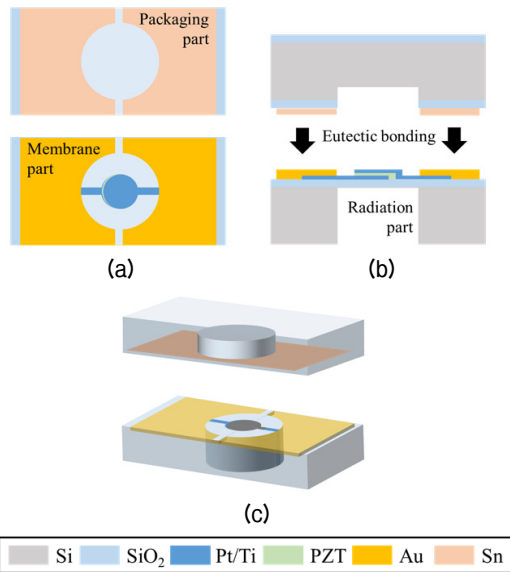 Packaging
part
Membrane
part
(a)
Eutectic bonding
Radiation
part
(b)
(c)
Si
SiO₂
Pt/Ti
PZT
Au
Sn